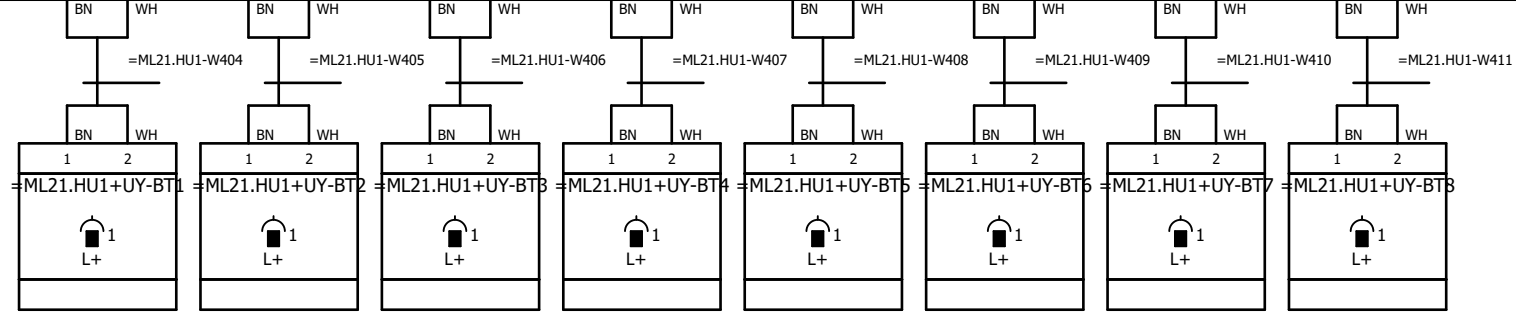 BN WH BN WH BN WH BN WH BN WH BN WH BN WH BN WH
=ML21.HU1-W404 =ML21.HU1-W405 =ML21.HU1-W406 =ML21.HU1-W407 =ML21.HU1-W408 =ML21.HU1-W409 =ML21.HU1-W410 =ML21.HU1-W411
BN WH BN WH BN WH BN WH BN WH BN WH BN WH BN WH
1 2 1 2 1 2 1 2 1 2 1 2 1 2 1 2
=ML21.HU1+UY-BT1 =ML21.HU1+UY-BT2 =ML21.HU1+UY-BT3 =ML21.HU1+UY-BT4 =ML21.HU1+UY-BT5 =ML21.HU1+UY-BT6 =ML21.HU1+UY-BT7 =ML21.HU1+UY-BT8
1 1 1 1 1 1 1 1
L+ L+ L+ L+ L+ L+ L+ L+